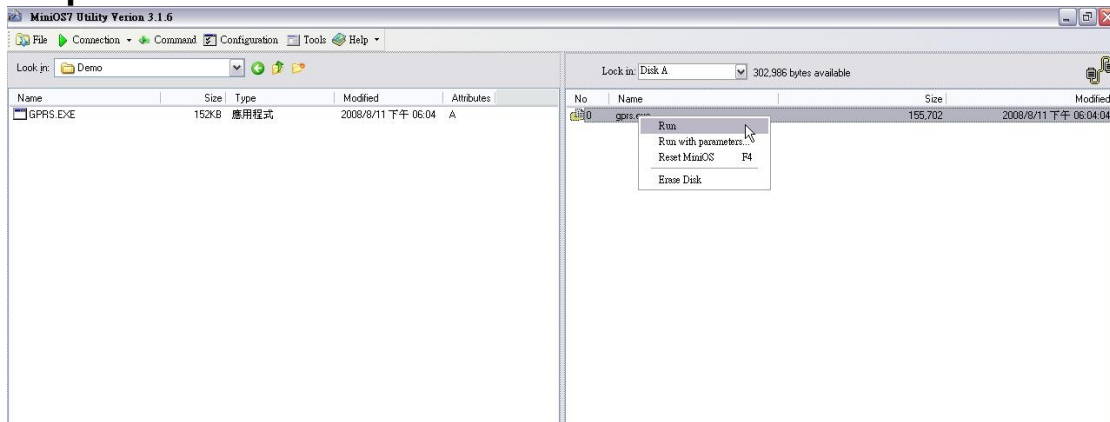 MiniOS7 Utility Verion 3.1.6
File Connection Command Configuration Tools Help
Look in: Demo
Name Size Type Modified Attributes
GPRS.EXE 152KB 應用程式 2008/8/11 下午 06:04 A
Lock in: Disk A 302,986 bytes available
No Name Size Modified
0 gprs.exe 155,702 2008/8/11 下午 06:04:04
Run
Run with parameters...
Reset MiniOS F4
Erase Disk